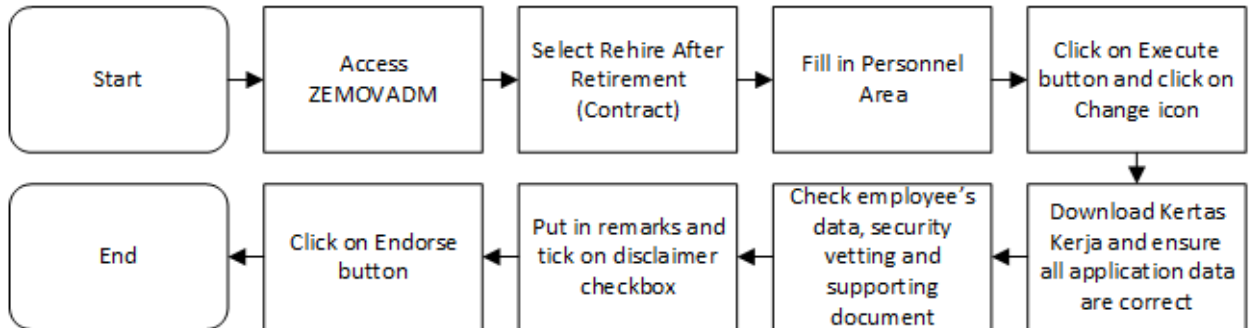 Start
Access
ZEMOVADM
Select Rehire After
Retirement
(Contract)
Fill in Personnel
Area
Click on Execute
button and click on
Change icon
Download Kertas
Kerja and ensure
all application data
are correct
Check employee's
data, security
vetting and
supporting
document
Put in remarks and
tick on disclaimer
checkbox
Click on Endorse
button
End